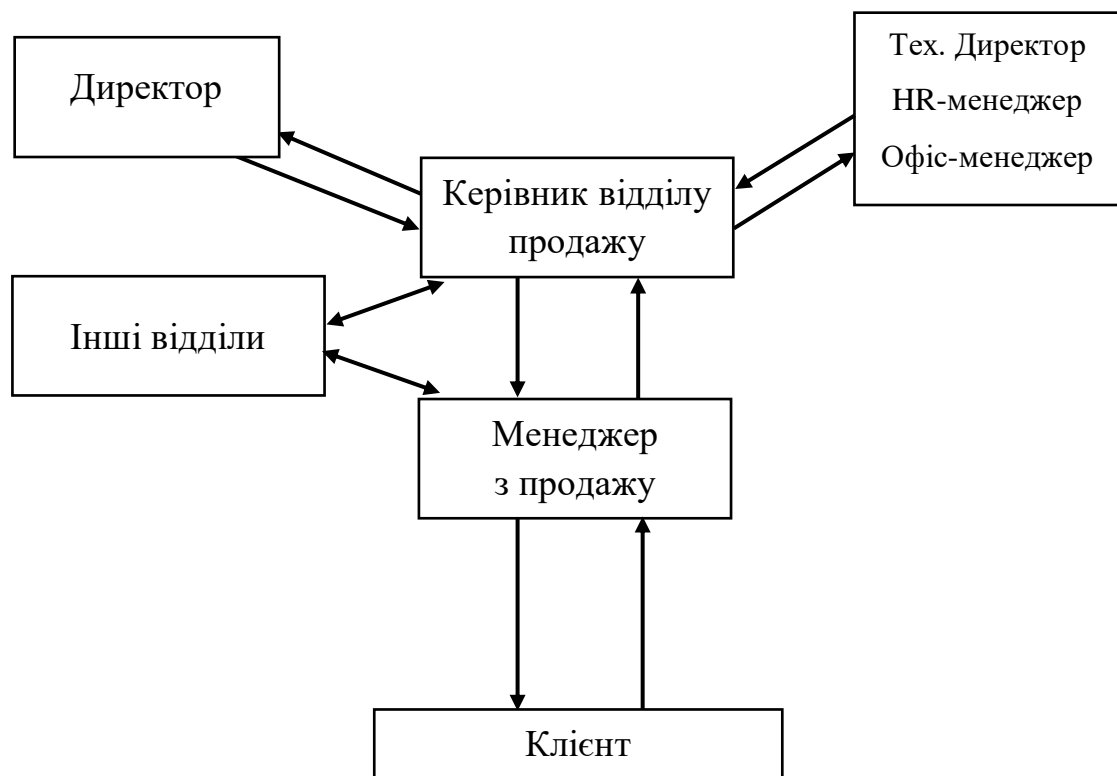 Директор
Тех. Директор
HR-менеджер
Офіс-менеджер
Керівник відділу
продажу
Інші відділи
Менеджер
з продажу
Клієнт